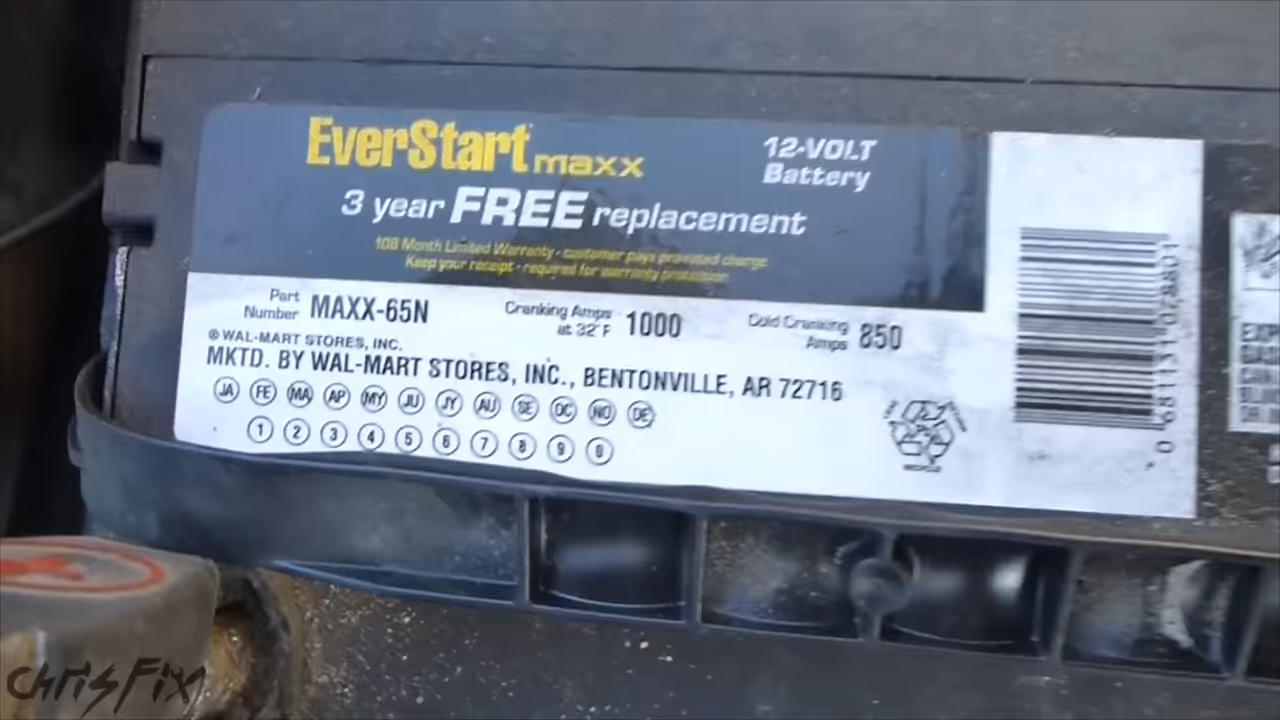 EverStart maxx
12-VOLT
Battery
3 year FREE replacement
108 Month Limited Warranty - customer pays prorated charge
Keep your receipt - required for warranty protection
Part
Number MAXX-65N
Cranking Amps
at 32°F 1000
Cold Cranking
Amps 850
© WAL-MART STORES, INC.
MKTD. BY WAL-MART STORES, INC., BENTONVILLE, AR 72716
JA FE MA AP MY JU JY AU SE OC NO DE
1 2 3 4 5 6 7 8 9 0
RECYCLE
chrisFix